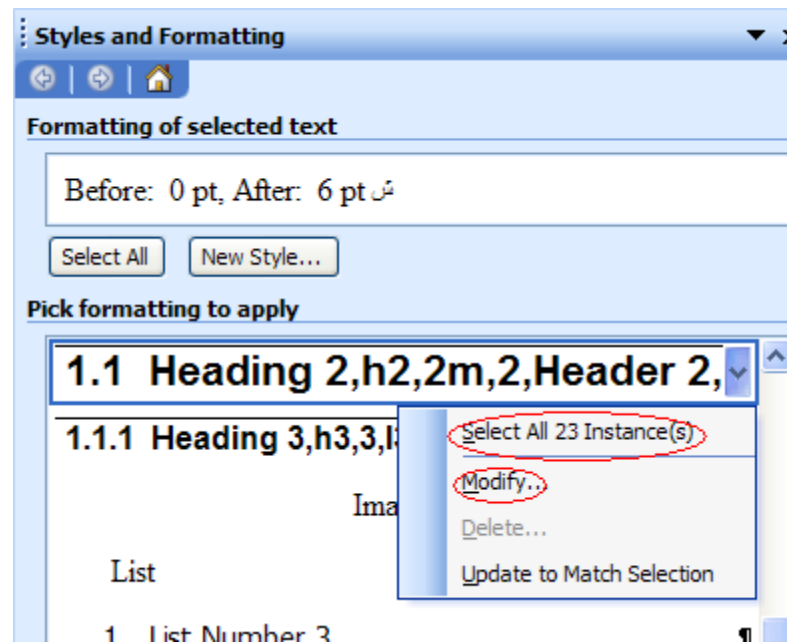 Styles and Formatting
Formatting of selected text
Before: 0 pt, After: 6 pt
Select All
New Style...
Pick formatting to apply
1.1 Heading 2,h2,2m,2,Header 2,
1.1.1 Heading 3,h3,3,l3
Select All 23 Instance(s)
Modify...
Ima
Delete...
List
Update to Match Selection
1 List Number 3 ¶